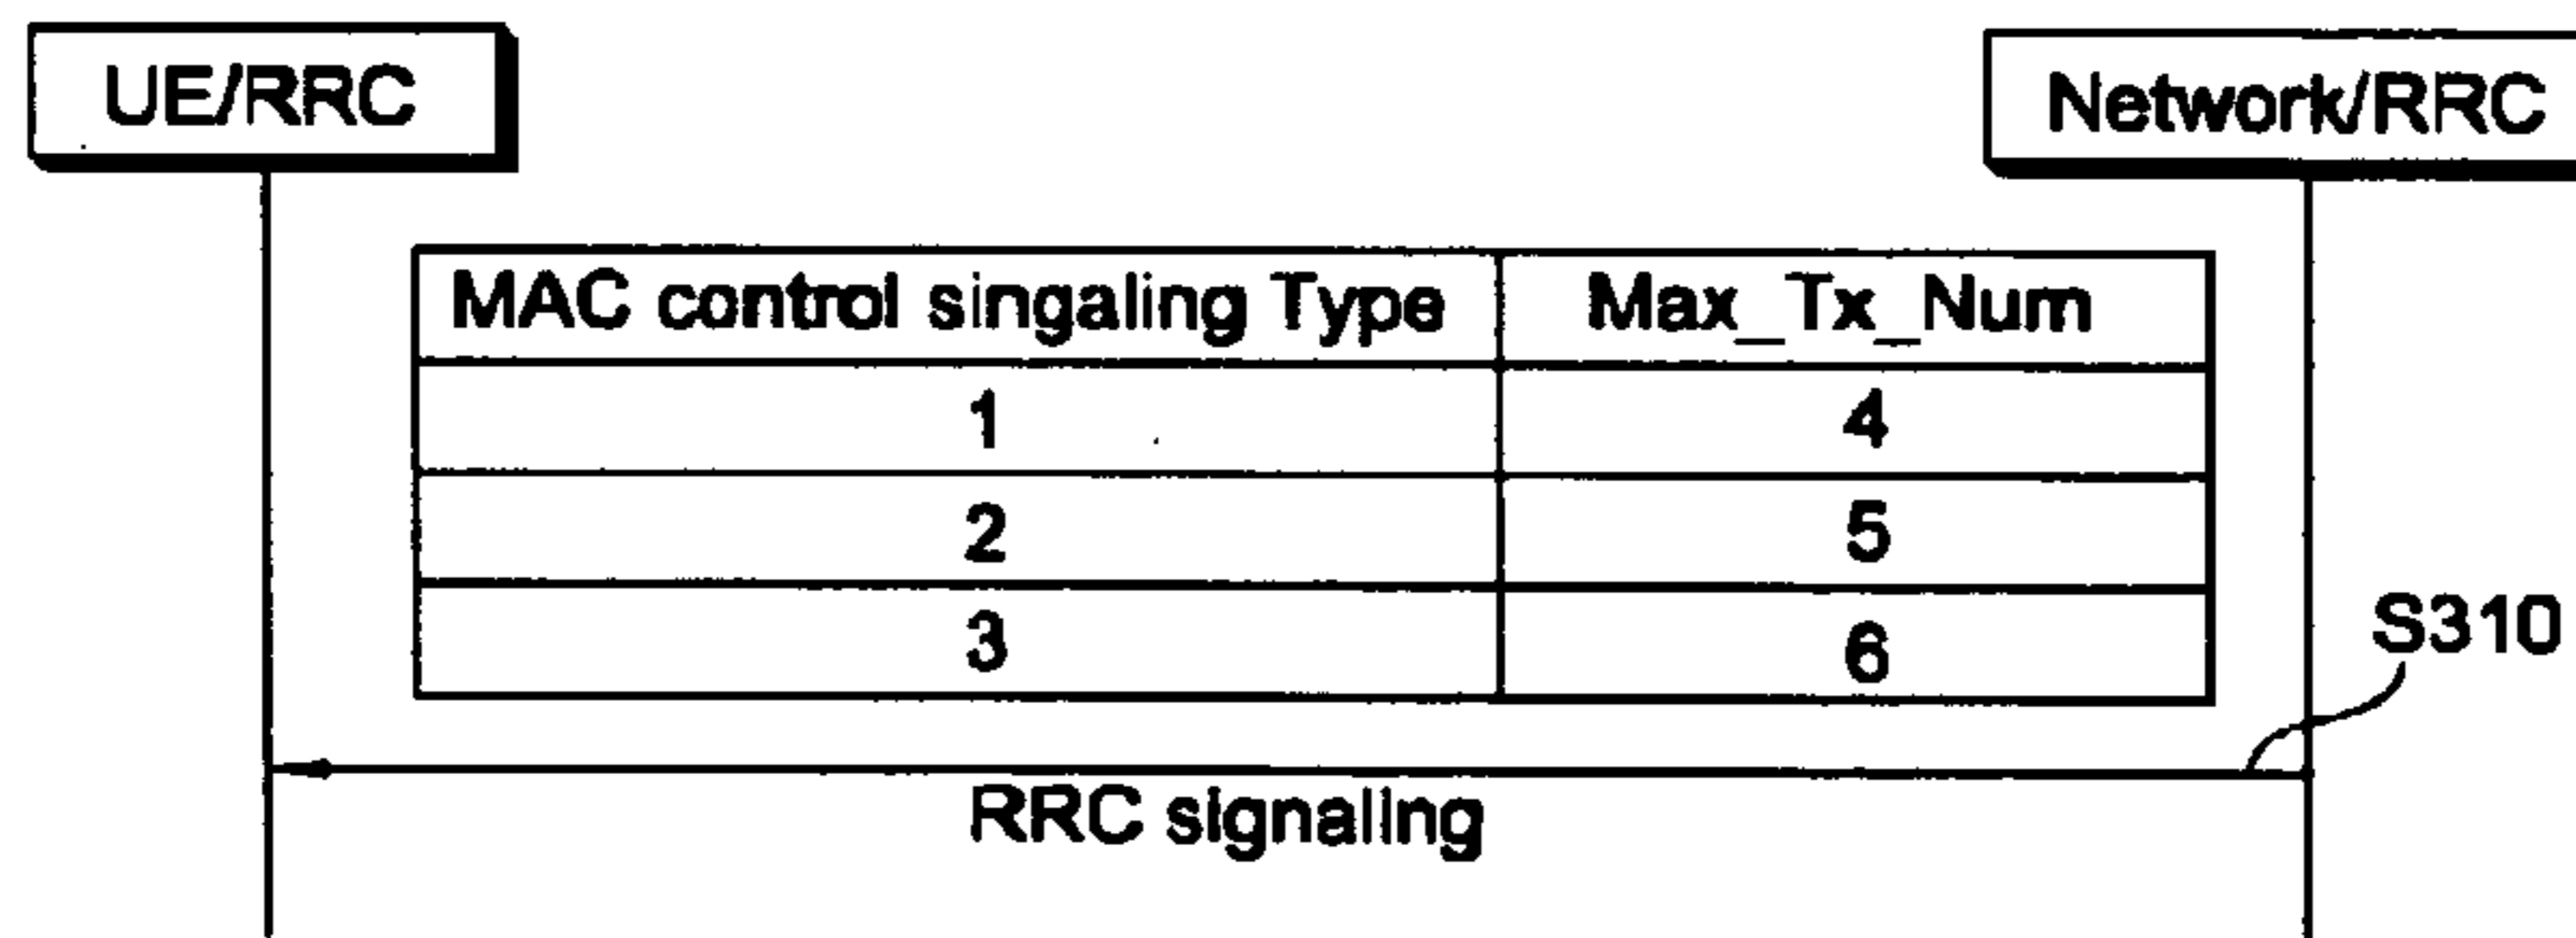 UE/RRC
Network/RRC
MAC control singaling Type Max_Tx_Num
1 4
2 5
3 6
S310
RRC signaling